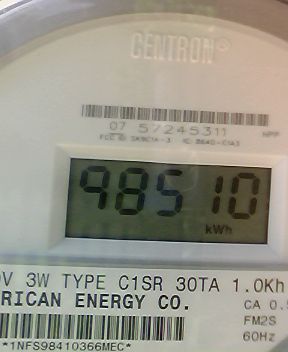 CENTRON®
07 57245311
NPP
98510
kWh
V 3W TYPE C1SR 30TA 1.0Kh
RICAN ENERGY CO.
CA 0.5
FM2S
60Hz
*1NFS98410366MEC*